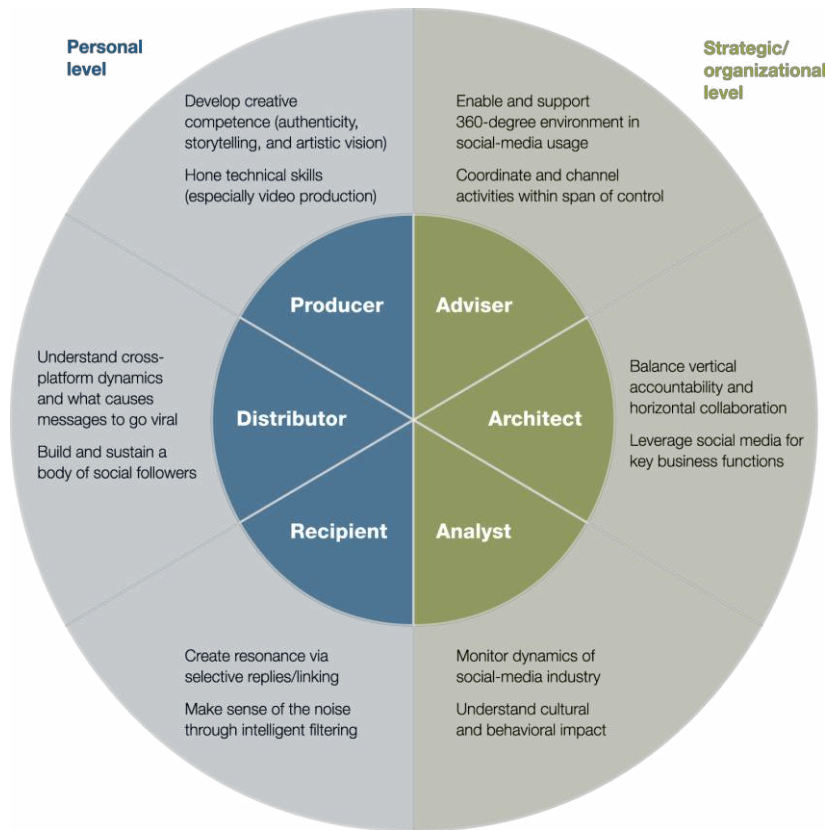 Personal
level
Strategic/
organizational
level
Develop creative
competence (authenticity,
storytelling, and artistic vision)
Hone technical skills
(especially video production)
Enable and support
360-degree environment in
social-media usage
Coordinate and channel
activities within span of control
Producer
Adviser
Understand cross-
platform dynamics
and what causes
messages to go viral
Build and sustain a
body of social followers
Distributor
Architect
Balance vertical
accountability and
horizontal collaboration
Leverage social media for
key business functions
Recipient
Analyst
Create resonance via
selective replies/linking
Make sense of the noise
through intelligent filtering
Monitor dynamics of
social-media industry
Understand cultural
and behavioral impact